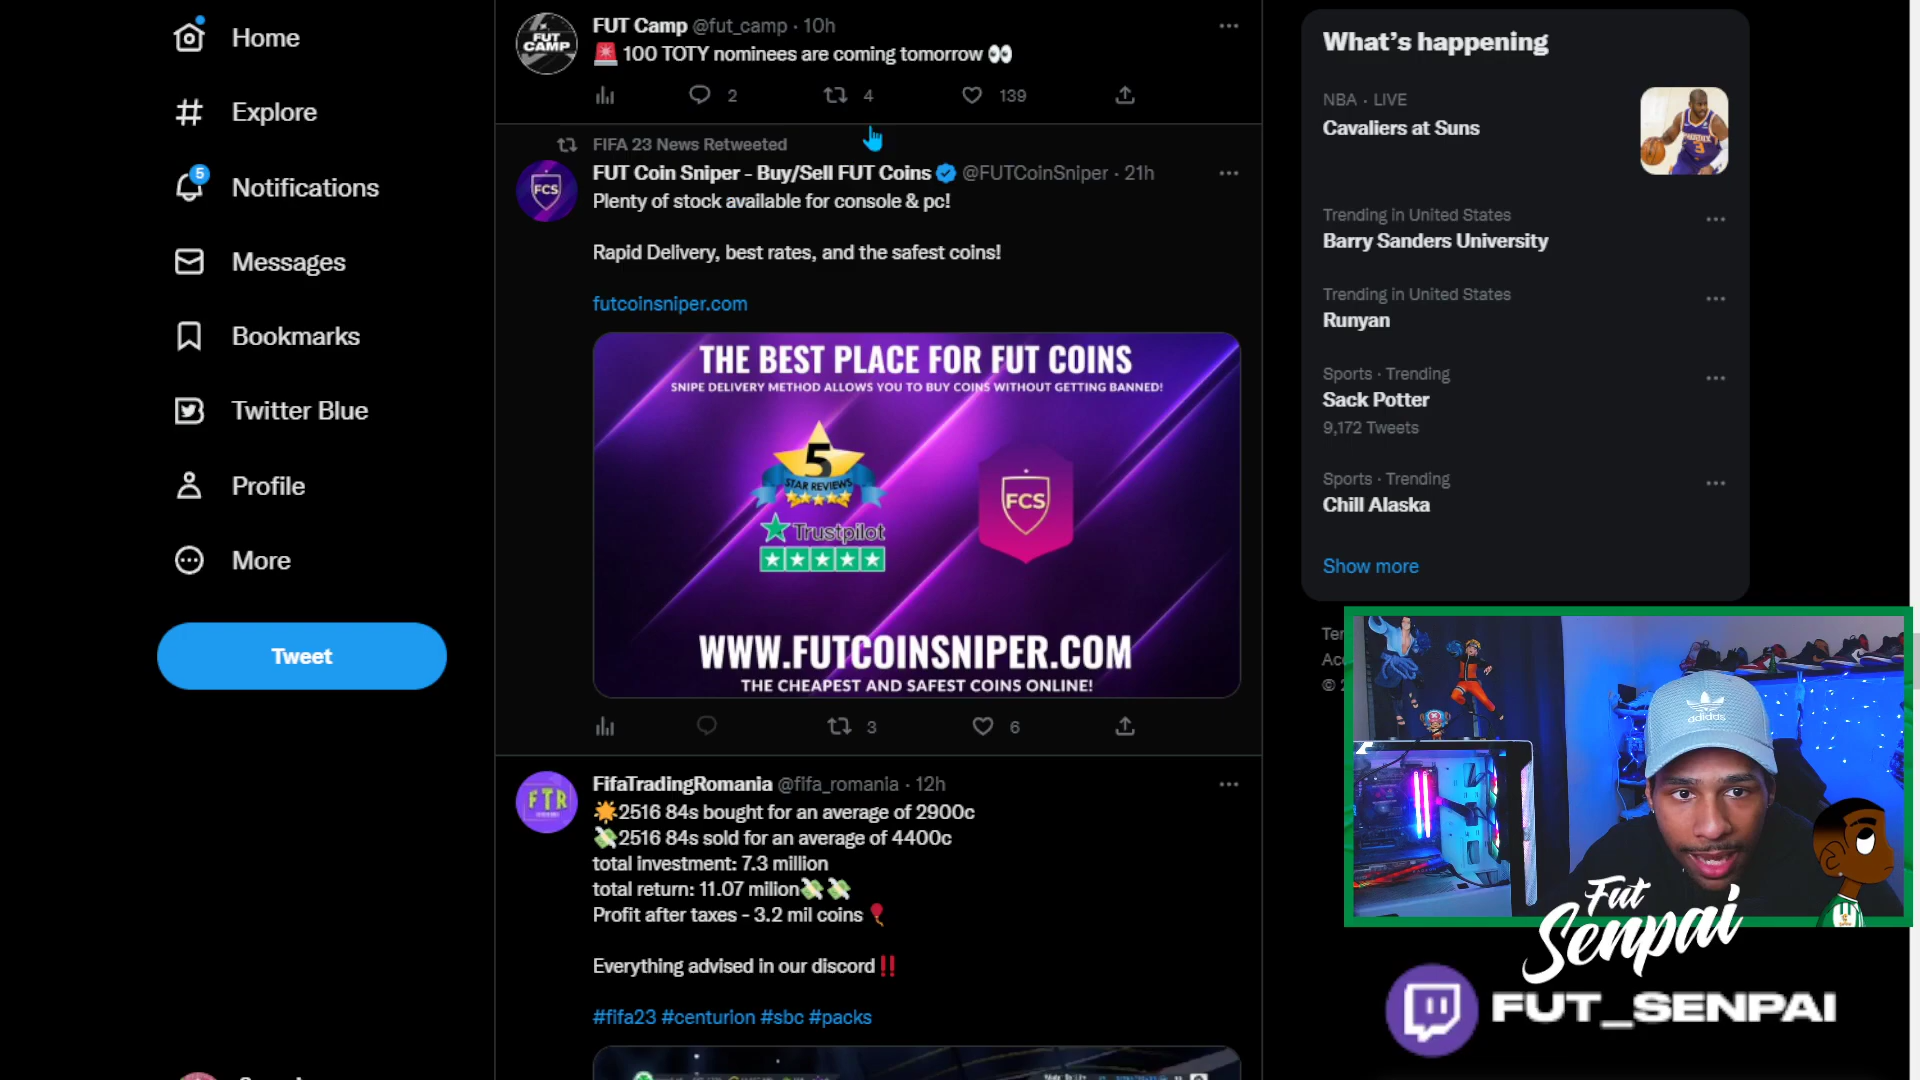 Home
Explore
5
Notifications
Messages
Bookmarks
Twitter Blue
Profile
More
Tweet
FUT CAMP
FUT Camp @fut_camp · 10h
🚨 100 TOTY nominees are coming tomorrow 👀
2 4 139
FIFA 23 News Retweeted
FCS
FUT Coin Sniper - Buy/Sell FUT Coins @FUTCoinSniper · 21h
Plenty of stock available for console & pc!
Rapid Delivery, best rates, and the safest coins!
futcoinsniper.com
THE BEST PLACE FOR FUT COINS
SNIPE DELIVERY METHOD ALLOWS YOU TO BUY COINS WITHOUT GETTING BANNED!
5
STAR REVIEWS
Trustpilot
FCS
WWW.FUTCOINSNIPER.COM
THE CHEAPEST AND SAFEST COINS ONLINE!
3 6
FTR
FifaTradingRomania @fifa_romania · 12h
🌟2516 84s bought for an average of 2900c
💸2516 84s sold for an average of 4400c
total investment: 7.3 million
total return: 11.07 milion💸💸
Profit after taxes - 3.2 mil coins🎈
Everything advised in our discord‼️
#fifa23 #centurion #sbc #packs
What's happening
NBA · LIVE
Cavaliers at Suns
Trending in United States
Barry Sanders University
Trending in United States
Runyan
Sports · Trending
Sack Potter
9,172 Tweets
Sports · Trending
Chill Alaska
Show more
adidas
Fut
Senpai
FUT_SENPAI